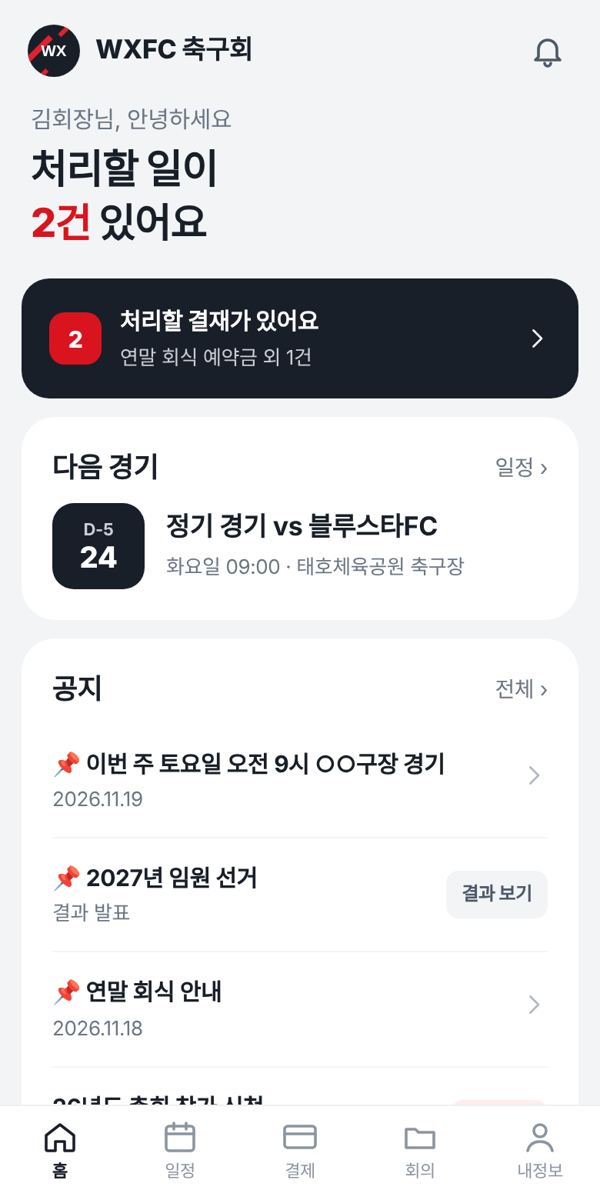 WX
WXFC 축구회
김회장님, 안녕하세요
처리할 일이
2건 있어요
2
처리할 결재가 있어요
연말 회식 예약금 외 1건
다음 경기
일정 ›
D-5
24
정기 경기 vs 블루스타FC
화요일 09:00 · 태호체육공원 축구장
공지
전체 ›
📌 이번 주 토요일 오전 9시 ○○구장 경기
2026.11.19
📌 2027년 임원 선거
결과 발표
결과 보기
📌 연말 회식 안내
2026.11.18
홈
일정
결제
회의
내정보